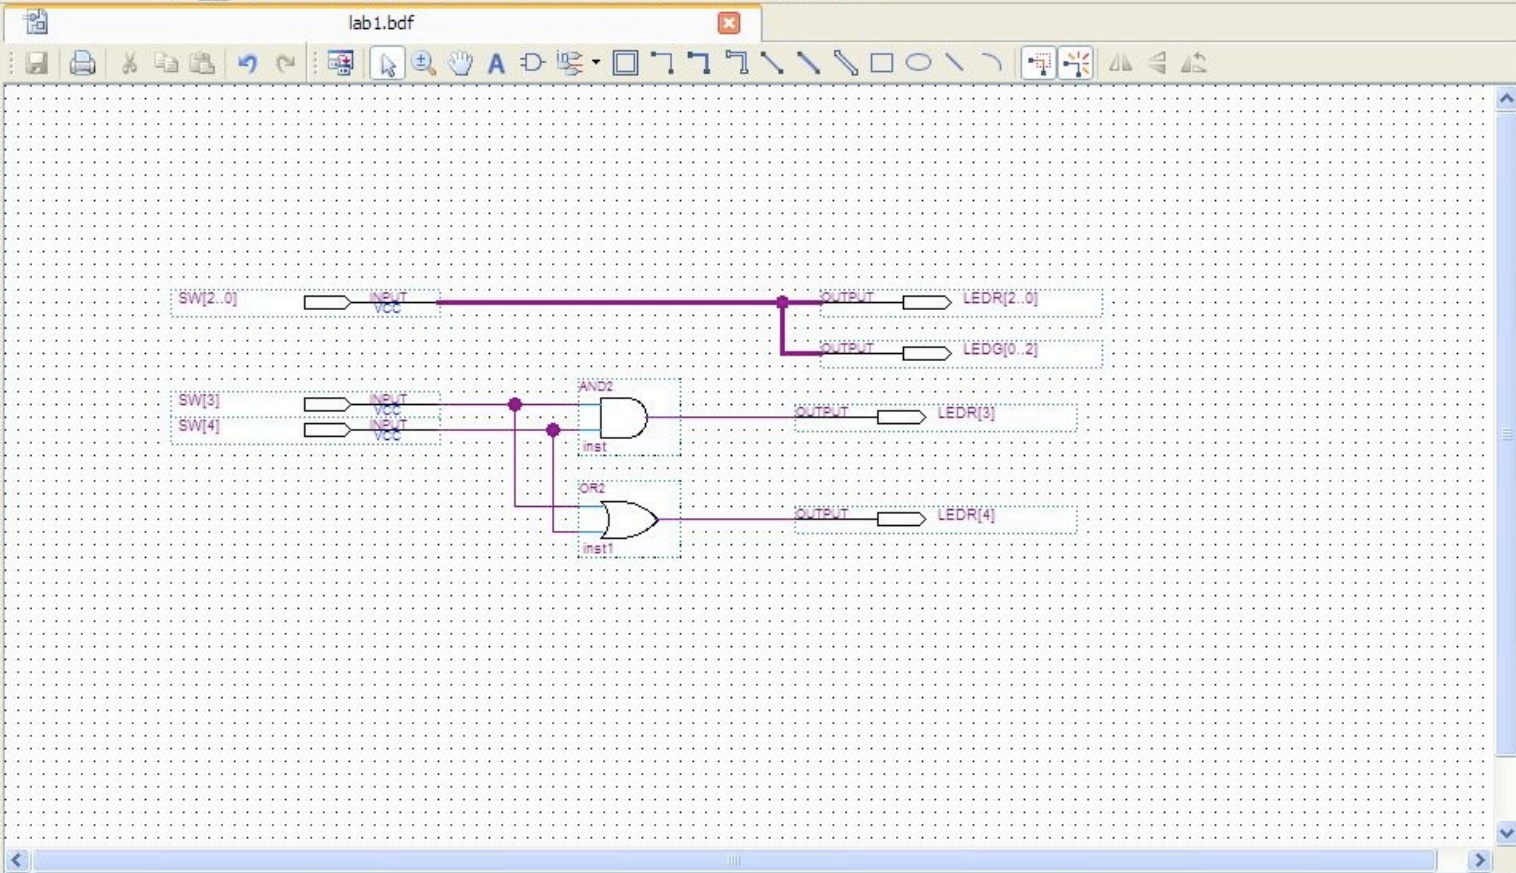 lab1.bdf
A
SW[2..0] INPUT VCC OUTPUT LEDR[2..0]
OUTPUT LEDG[0..2]
AND2
SW[3] INPUT VCC
OUTPUT LEDR[3]
SW[4] INPUT VCC
inst
OR2
OUTPUT LEDR[4]
inst1